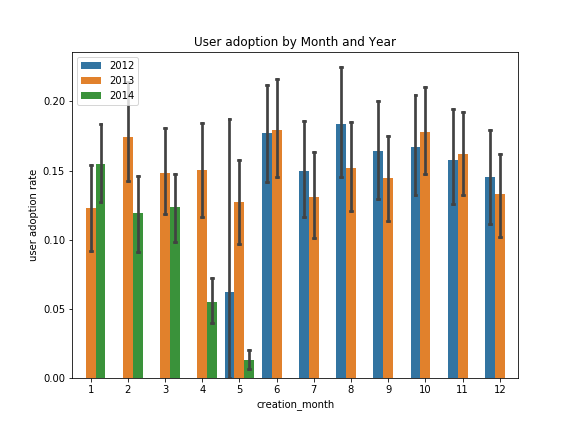 User adoption by Month and Year
2012
2013
2014
0.20
0.15
0.10
0.05
0.00
user adoption rate
1 2 3 4 5 6 7 8 9 10 11 12
creation_month